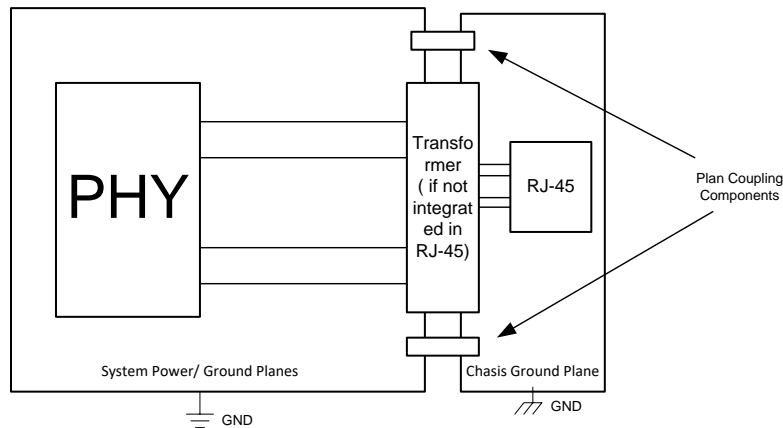 PHY
Transfo
rmer
( if not
integrat
ed in
RJ-45)
RJ-45
Plan Coupling
Components
System Power/ Ground Planes
Chasis Ground Plane
GND
GND